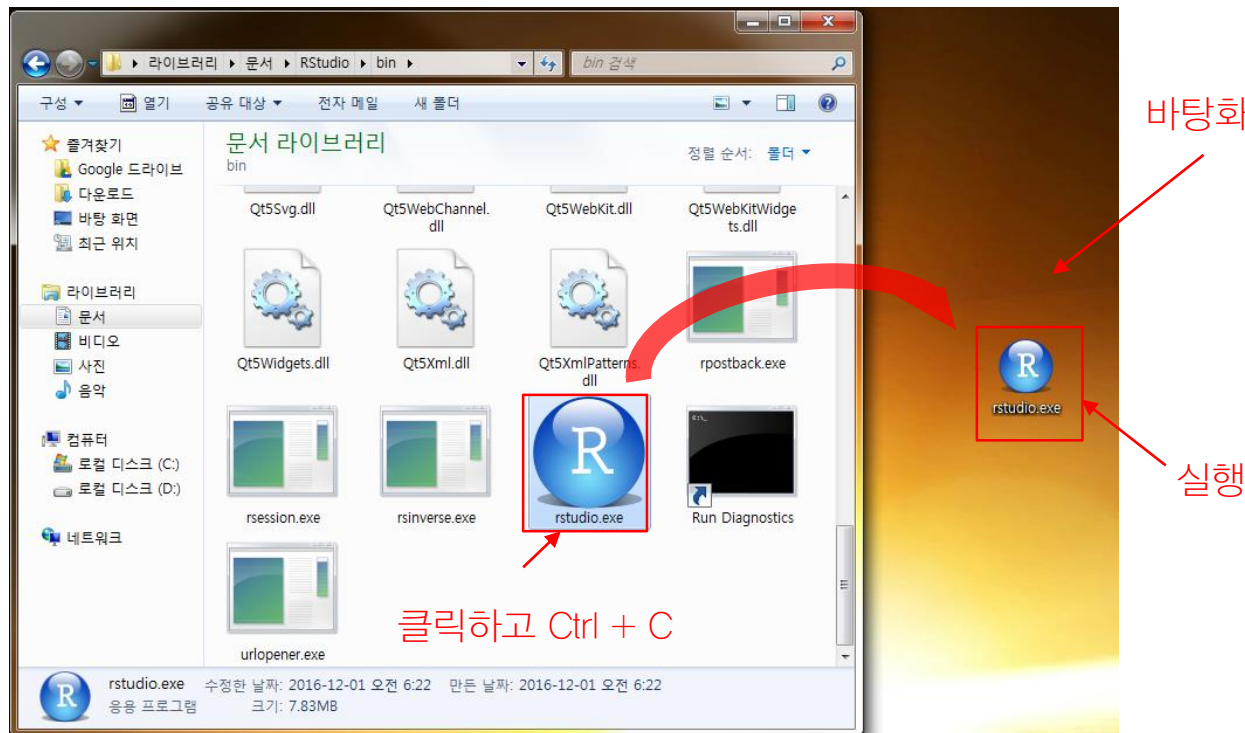 라이브러리 ▸ 문서 ▸ RStudio ▸ bin ▸
bin 검색
구성 ▼ 열기 공유 대상 ▼ 전자 메일 새 폴더
즐겨찾기
Google 드라이브
다운로드
바탕 화면
최근 위치
라이브러리
문서
비디오
사진
음악
컴퓨터
로컬 디스크 (C:)
로컬 디스크 (D:)
네트워크
문서 라이브러리
bin
정렬 순서: 폴더 ▼
Qt5Svg.dll
Qt5WebChannel.
dll
Qt5WebKit.dll
Qt5WebKitWidge
ts.dll
Qt5Widgets.dll
Qt5Xml.dll
Qt5XmlPatterns.
dll
rpostback.exe
rsession.exe
rsinverse.exe
R
rstudio.exe
C:\_
Run Diagnostics
urlopener.exe
클릭하고 Ctrl + C
R
rstudio.exe 수정한 날짜: 2016-12-01 오전 6:22 만든 날짜: 2016-12-01 오전 6:22
응용 프로그램 크기: 7.83MB
바탕화
R
rstudio.exe
실행